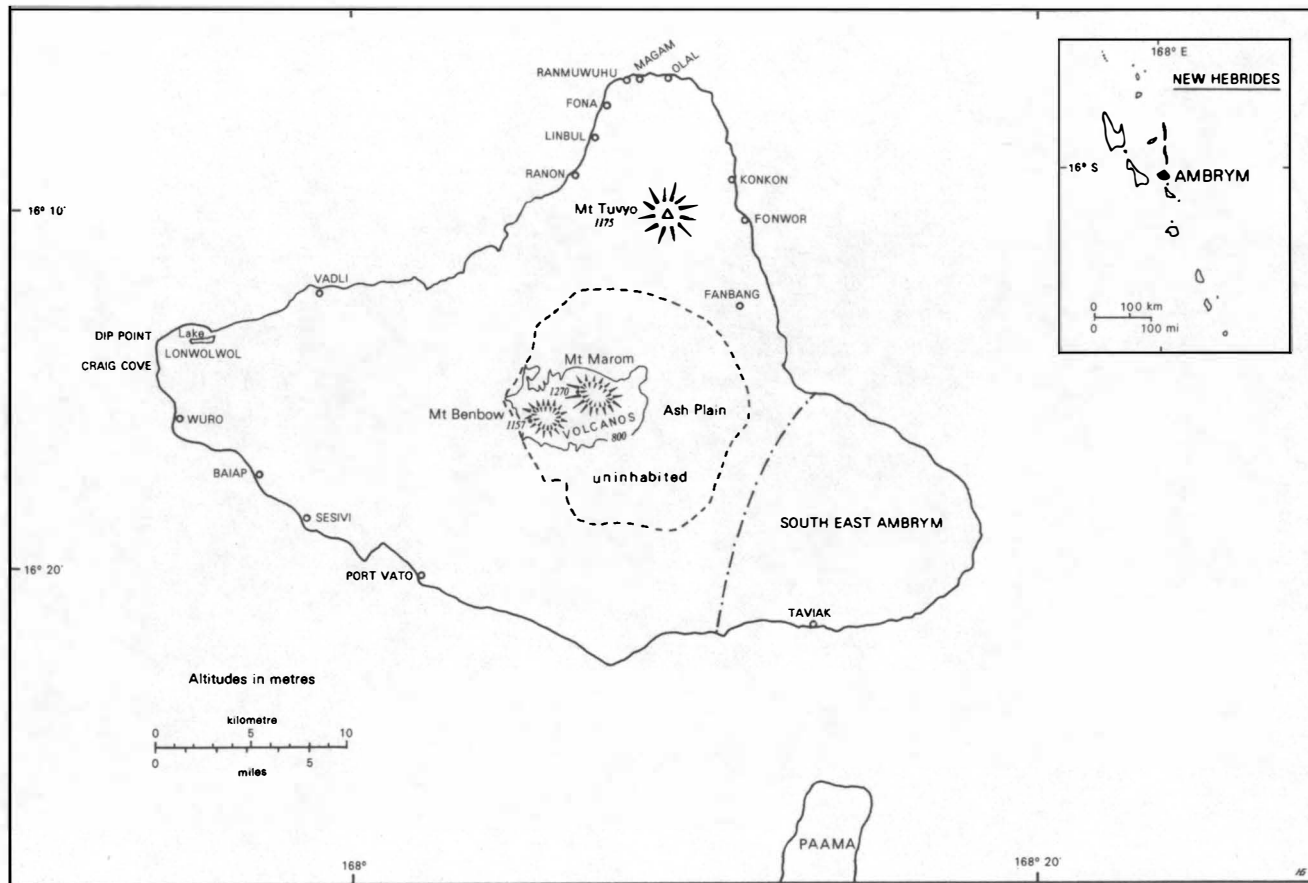 168° E
NEW HEBRIDES
16° S
AMBRYM
0 100 km
0 100 mi
MAGAM
OLAL
RANMUWUHU
FONA
LINBUL
RANON
KONKON
16° 10'
Mt Tuvyo
1175
FONWOR
VADLI
FANBANG
DIP POINT
Lake
LONWOLWOL
CRAIG COVE
Mt Marom
1270
Ash Plain
Mt Benbow
1157
VOLCANOS
800
WURO
BAIAP
uninhabited
SESIVI
SOUTH EAST AMBRYM
16° 20'
PORT VATO
TAVIAK
Altitudes in metres
kilometre
0 5 10
0 5
miles
PAAMA
168°
168° 20'